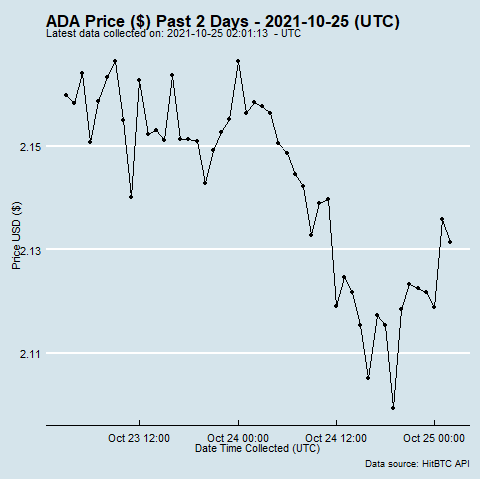 ADA Price ($) Past 2 Days - 2021-10-25 (UTC)
Latest data collected on: 2021-10-25 02:01:13 - UTC
2.15
2.13
2.11
Price USD ($)
Oct 23 12:00 Oct 24 00:00 Oct 24 12:00 Oct 25 00:00
Date Time Collected (UTC)
Data source: HitBTC API